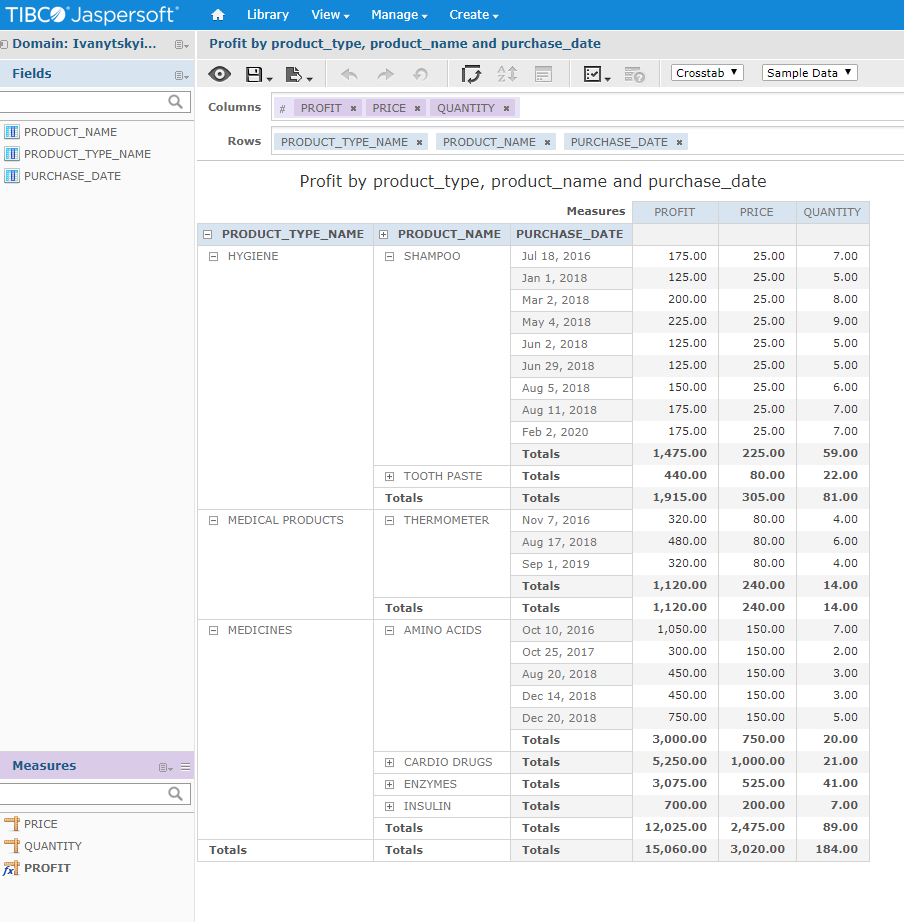 TIBCO Jaspersoft® Library View Manage Create
Domain: Ivanytskyi... Profit by product_type, product_name and purchase_date
Fields
Crosstab Sample Data
Columns # PROFIT × PRICE × QUANTITY ×
Rows PRODUCT_TYPE_NAME × PRODUCT_NAME × PURCHASE_DATE ×
PRODUCT_NAME
PRODUCT_TYPE_NAME
PURCHASE_DATE
Profit by product_type, product_name and purchase_date
Measures PROFIT PRICE QUANTITY
PRODUCT_TYPE_NAME PRODUCT_NAME PURCHASE_DATE
HYGIENE SHAMPOO Jul 18, 2016 175.00 25.00 7.00
Jan 1, 2018 125.00 25.00 5.00
Mar 2, 2018 200.00 25.00 8.00
May 4, 2018 225.00 25.00 9.00
Jun 2, 2018 125.00 25.00 5.00
Jun 29, 2018 125.00 25.00 5.00
Aug 5, 2018 150.00 25.00 6.00
Aug 11, 2018 175.00 25.00 7.00
Feb 2, 2020 175.00 25.00 7.00
Totals 1,475.00 225.00 59.00
TOOTH PASTE Totals 440.00 80.00 22.00
Totals Totals 1,915.00 305.00 81.00
MEDICAL PRODUCTS THERMOMETER Nov 7, 2016 320.00 80.00 4.00
Aug 17, 2018 480.00 80.00 6.00
Sep 1, 2019 320.00 80.00 4.00
Totals 1,120.00 240.00 14.00
Totals Totals 1,120.00 240.00 14.00
MEDICINES AMINO ACIDS Oct 10, 2016 1,050.00 150.00 7.00
Oct 25, 2017 300.00 150.00 2.00
Aug 20, 2018 450.00 150.00 3.00
Dec 14, 2018 450.00 150.00 3.00
Dec 20, 2018 750.00 150.00 5.00
Totals 3,000.00 750.00 20.00
CARDIO DRUGS Totals 5,250.00 1,000.00 21.00
ENZYMES Totals 3,075.00 525.00 41.00
INSULIN Totals 700.00 200.00 7.00
Totals Totals 12,025.00 2,475.00 89.00
Totals Totals Totals 15,060.00 3,020.00 184.00
Measures
PRICE
QUANTITY
fx PROFIT